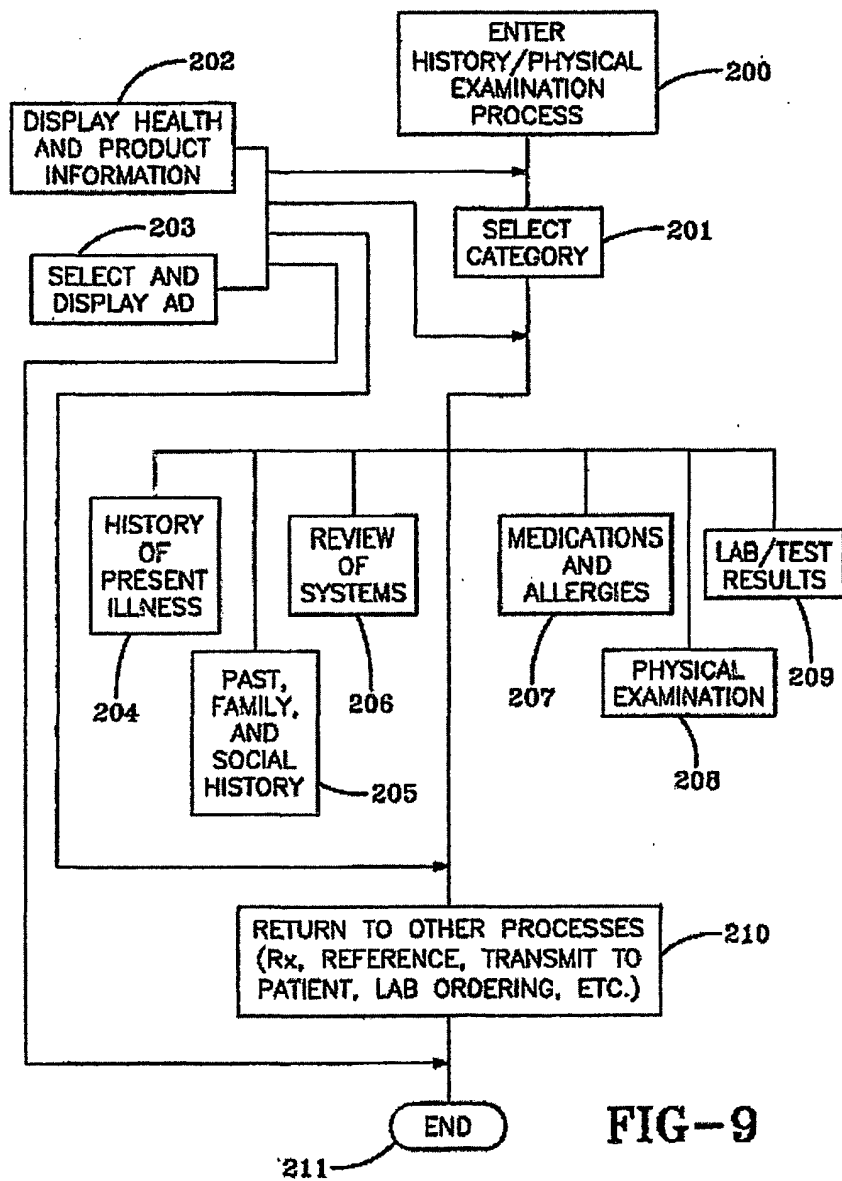 ENTER
HISTORY/PHYSICAL
EXAMINATION
PROCESS
200
202
DISPLAY HEALTH
AND PRODUCT
INFORMATION
203
SELECT AND
DISPLAY AD
SELECT
CATEGORY
201
HISTORY
OF
PRESENT
ILLNESS
204
PAST,
FAMILY,
AND
SOCIAL
HISTORY
205
REVIEW
OF
SYSTEMS
206
MEDICATIONS
AND
ALLERGIES
207
PHYSICAL
EXAMINATION
208
LAB/TEST
RESULTS
209
RETURN TO OTHER PROCESSES
(Rx, REFERENCE, TRANSMIT TO
PATIENT, LAB ORDERING, ETC.)
210
END
211
FIG-9